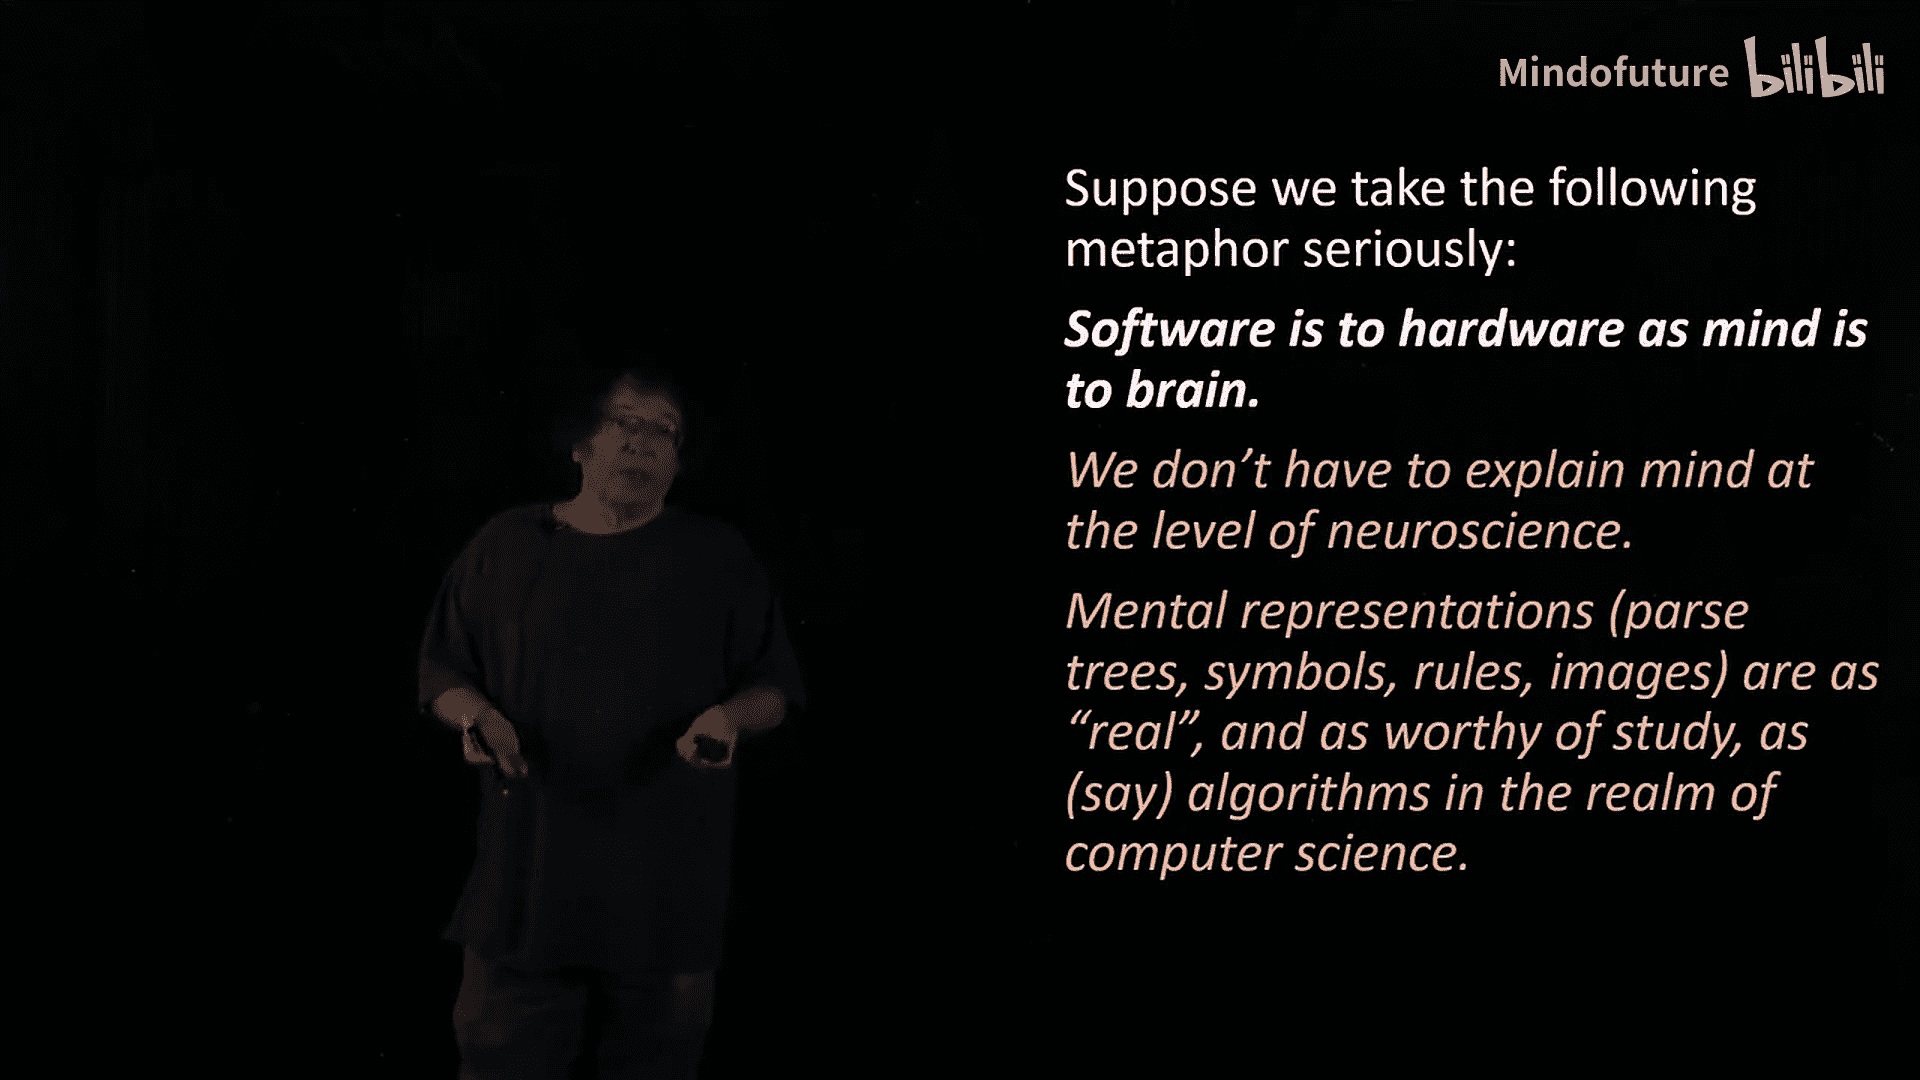 Mindofuture bilibili
Suppose we take the following
metaphor seriously:
Software is to hardware as mind is
to brain.
We don’t have to explain mind at
the level of neuroscience.
Mental representations (parse
trees, symbols, rules, images) are as
“real”, and as worthy of study, as
(say) algorithms in the realm of
computer science.